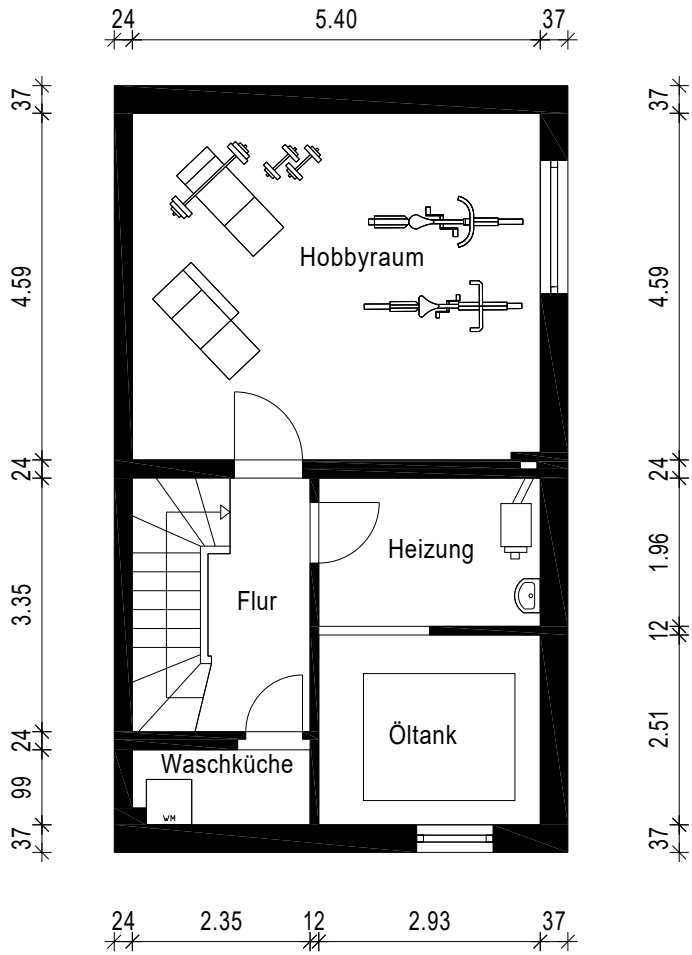 24 5.40 37
37
37
Hobbyraum
4.59
4.59
24
24
Heizung
1.96
Flur
3.35
12
Öltank
2.51
24
Waschküche
99
WM
37
37
24 2.35 12 2.93 37